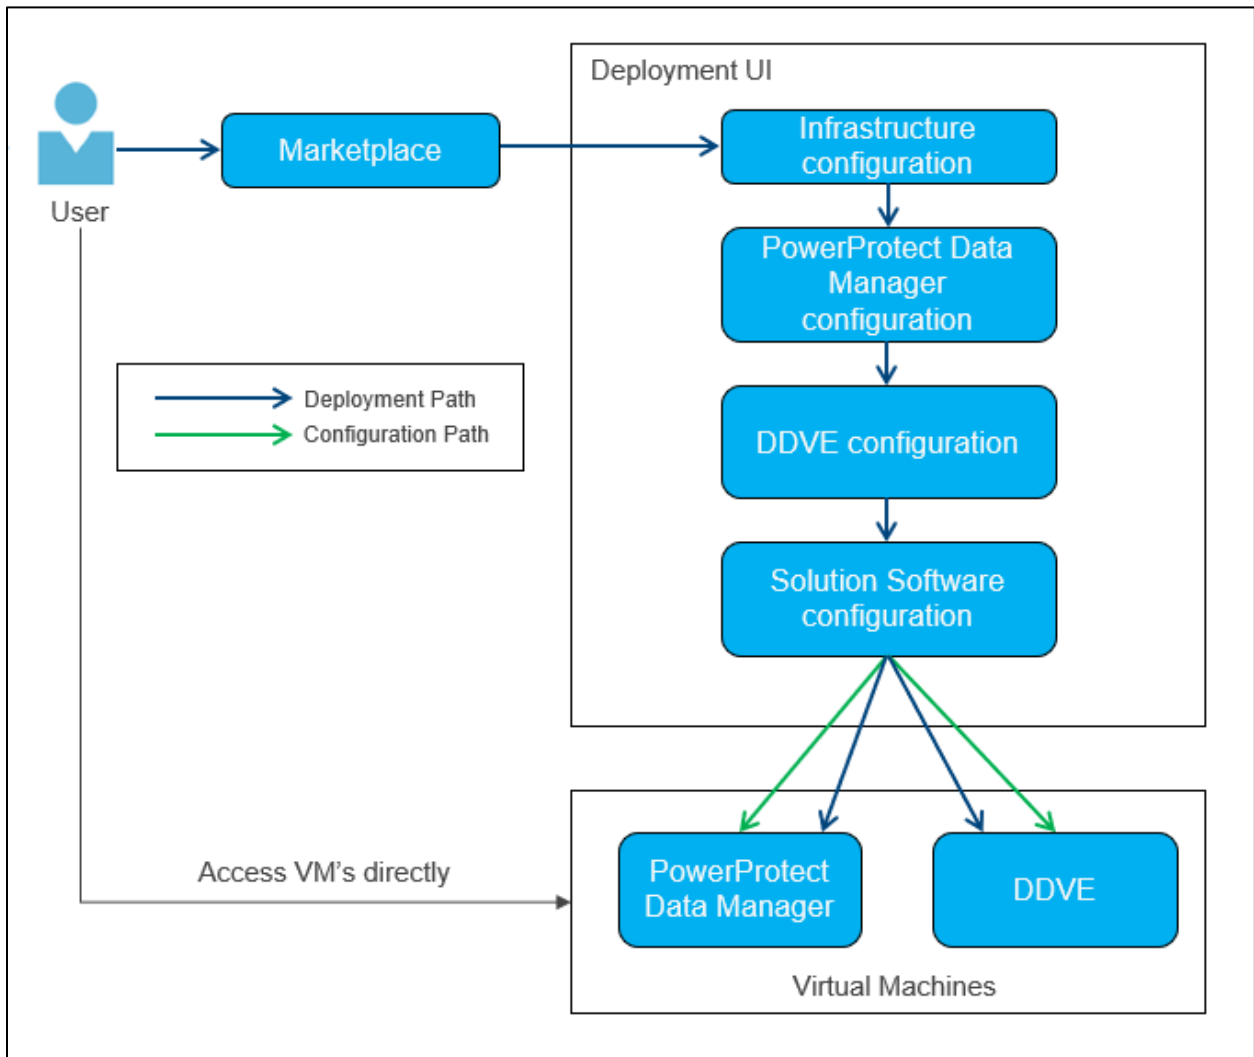 Deployment UI
User
Marketplace
Infrastructure
configuration
PowerProtect Data
Manager
configuration
Deployment Path
Configuration Path
DDVE configuration
Solution Software
configuration
Access VM's directly
PowerProtect
Data Manager
DDVE
Virtual Machines